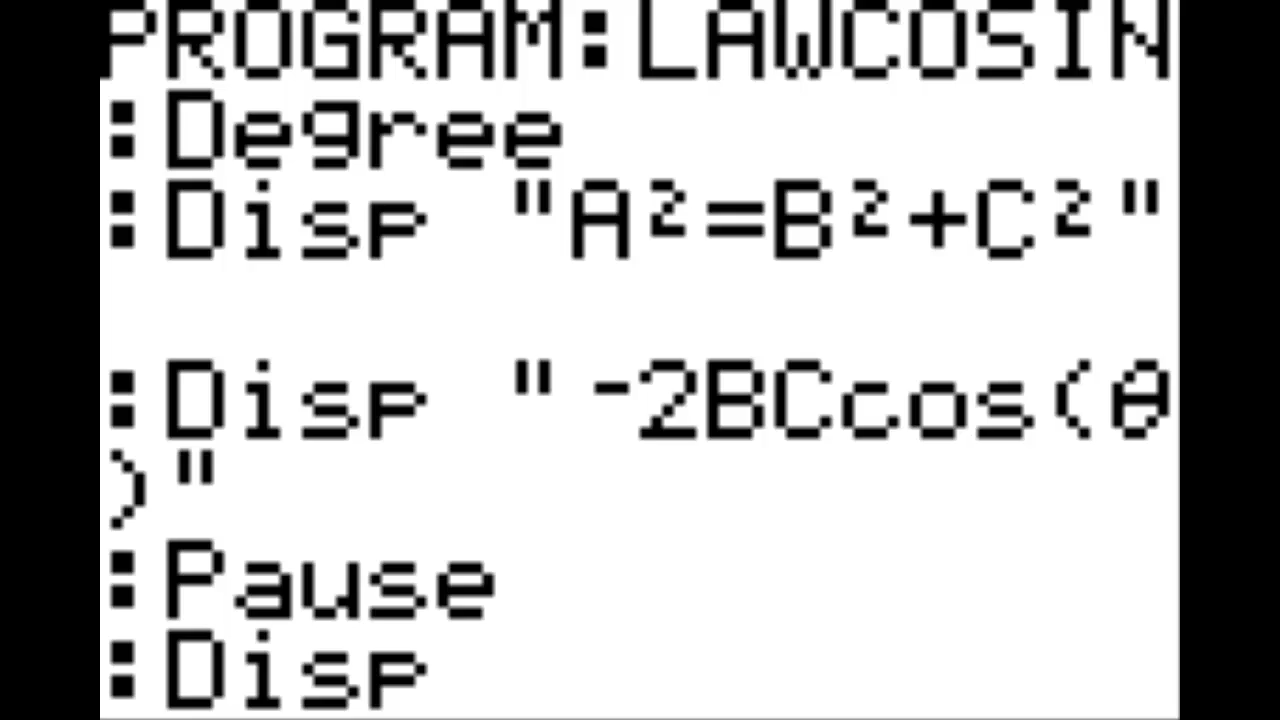 PROGRAM:LAWCOSIN
:Degree
:Disp "A²=B²+C²"
:Disp "⁻2BCcos(θ
)"
:Pause
:Disp